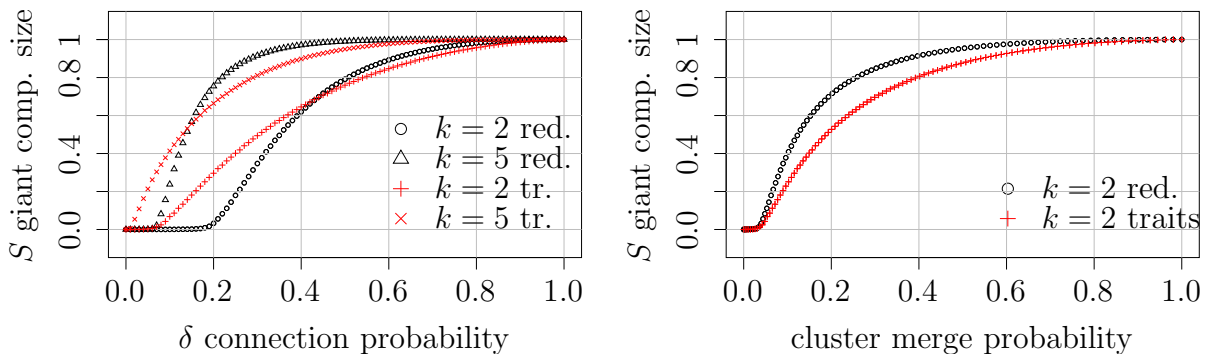 S giant comp. size
1
0.8
0.4
0.0
k = 2 red.
k = 5 red.
k = 2 tr.
k = 5 tr.
0.0 0.2 0.4 0.6 0.8 1.0
δ connection probability
S giant comp. size
1
0.8
0.4
0.0
k = 2 red.
k = 2 traits
0.0 0.2 0.4 0.6 0.8 1.0
cluster merge probability